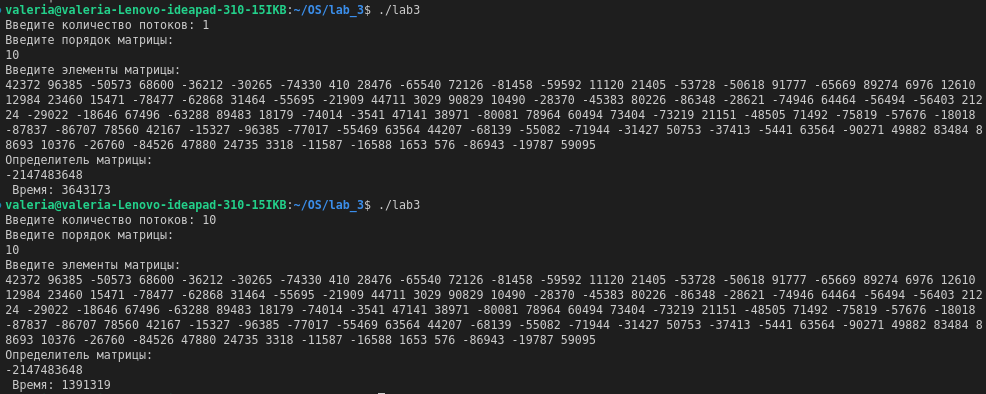 valeria@valeria-Lenovo-ideapad-310-15IKB:~/OS/lab_3$ ./lab3
Введите количество потоков: 1
Введите порядок матрицы:
10
Введите элементы матрицы:
42372 96385 -50573 68600 -36212 -30265 -74330 410 28476 -65540 72126 -81458 -59592 11120 21405 -53728 -50618 91777 -65669 89274 6976 12610
12984 23460 15471 -78477 -62868 31464 -55695 -21909 44711 3029 90829 10490 -28370 -45383 80226 -86348 -28621 -74946 64464 -56494 -56403 212
24 -29022 -18646 67496 -63288 89483 18179 -74014 -3541 47141 38971 -80081 78964 60494 73404 -73219 21151 -48505 71492 -75819 -57676 -18018
-87837 -86707 78560 42167 -15327 -96385 -77017 -55469 63564 44207 -68139 -55082 -71944 -31427 50753 -37413 -5441 63564 -90271 49882 83484 8
8693 10376 -26760 -84526 47880 24735 3318 -11587 -16588 1653 576 -86943 -19787 59095
Определитель матрицы:
-2147483648
Время: 3643173
valeria@valeria-Lenovo-ideapad-310-15IKB:~/OS/lab_3$ ./lab3
Введите количество потоков: 10
Введите порядок матрицы:
10
Введите элементы матрицы:
42372 96385 -50573 68600 -36212 -30265 -74330 410 28476 -65540 72126 -81458 -59592 11120 21405 -53728 -50618 91777 -65669 89274 6976 12610
12984 23460 15471 -78477 -62868 31464 -55695 -21909 44711 3029 90829 10490 -28370 -45383 80226 -86348 -28621 -74946 64464 -56494 -56403 212
24 -29022 -18646 67496 -63288 89483 18179 -74014 -3541 47141 38971 -80081 78964 60494 73404 -73219 21151 -48505 71492 -75819 -57676 -18018
-87837 -86707 78560 42167 -15327 -96385 -77017 -55469 63564 44207 -68139 -55082 -71944 -31427 50753 -37413 -5441 63564 -90271 49882 83484 8
8693 10376 -26760 -84526 47880 24735 3318 -11587 -16588 1653 576 -86943 -19787 59095
Определитель матрицы:
-2147483648
Время: 1391319